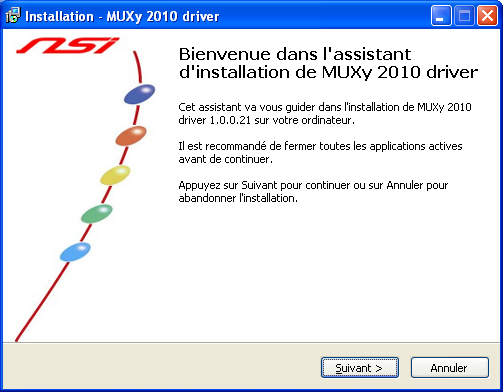 Installation - MUXy 2010 driver
nsi
Bienvenue dans l'assistant
d'installation de MUXy 2010 driver
Cet assistant va vous guider dans l'installation de MUXy 2010
driver 1.0.0.21 sur votre ordinateur.
Il est recommandé de fermer toutes les applications actives
avant de continuer.
Appuyez sur Suivant pour continuer ou sur Annuler pour
abandonner l'installation.
Suivant >
Annuler